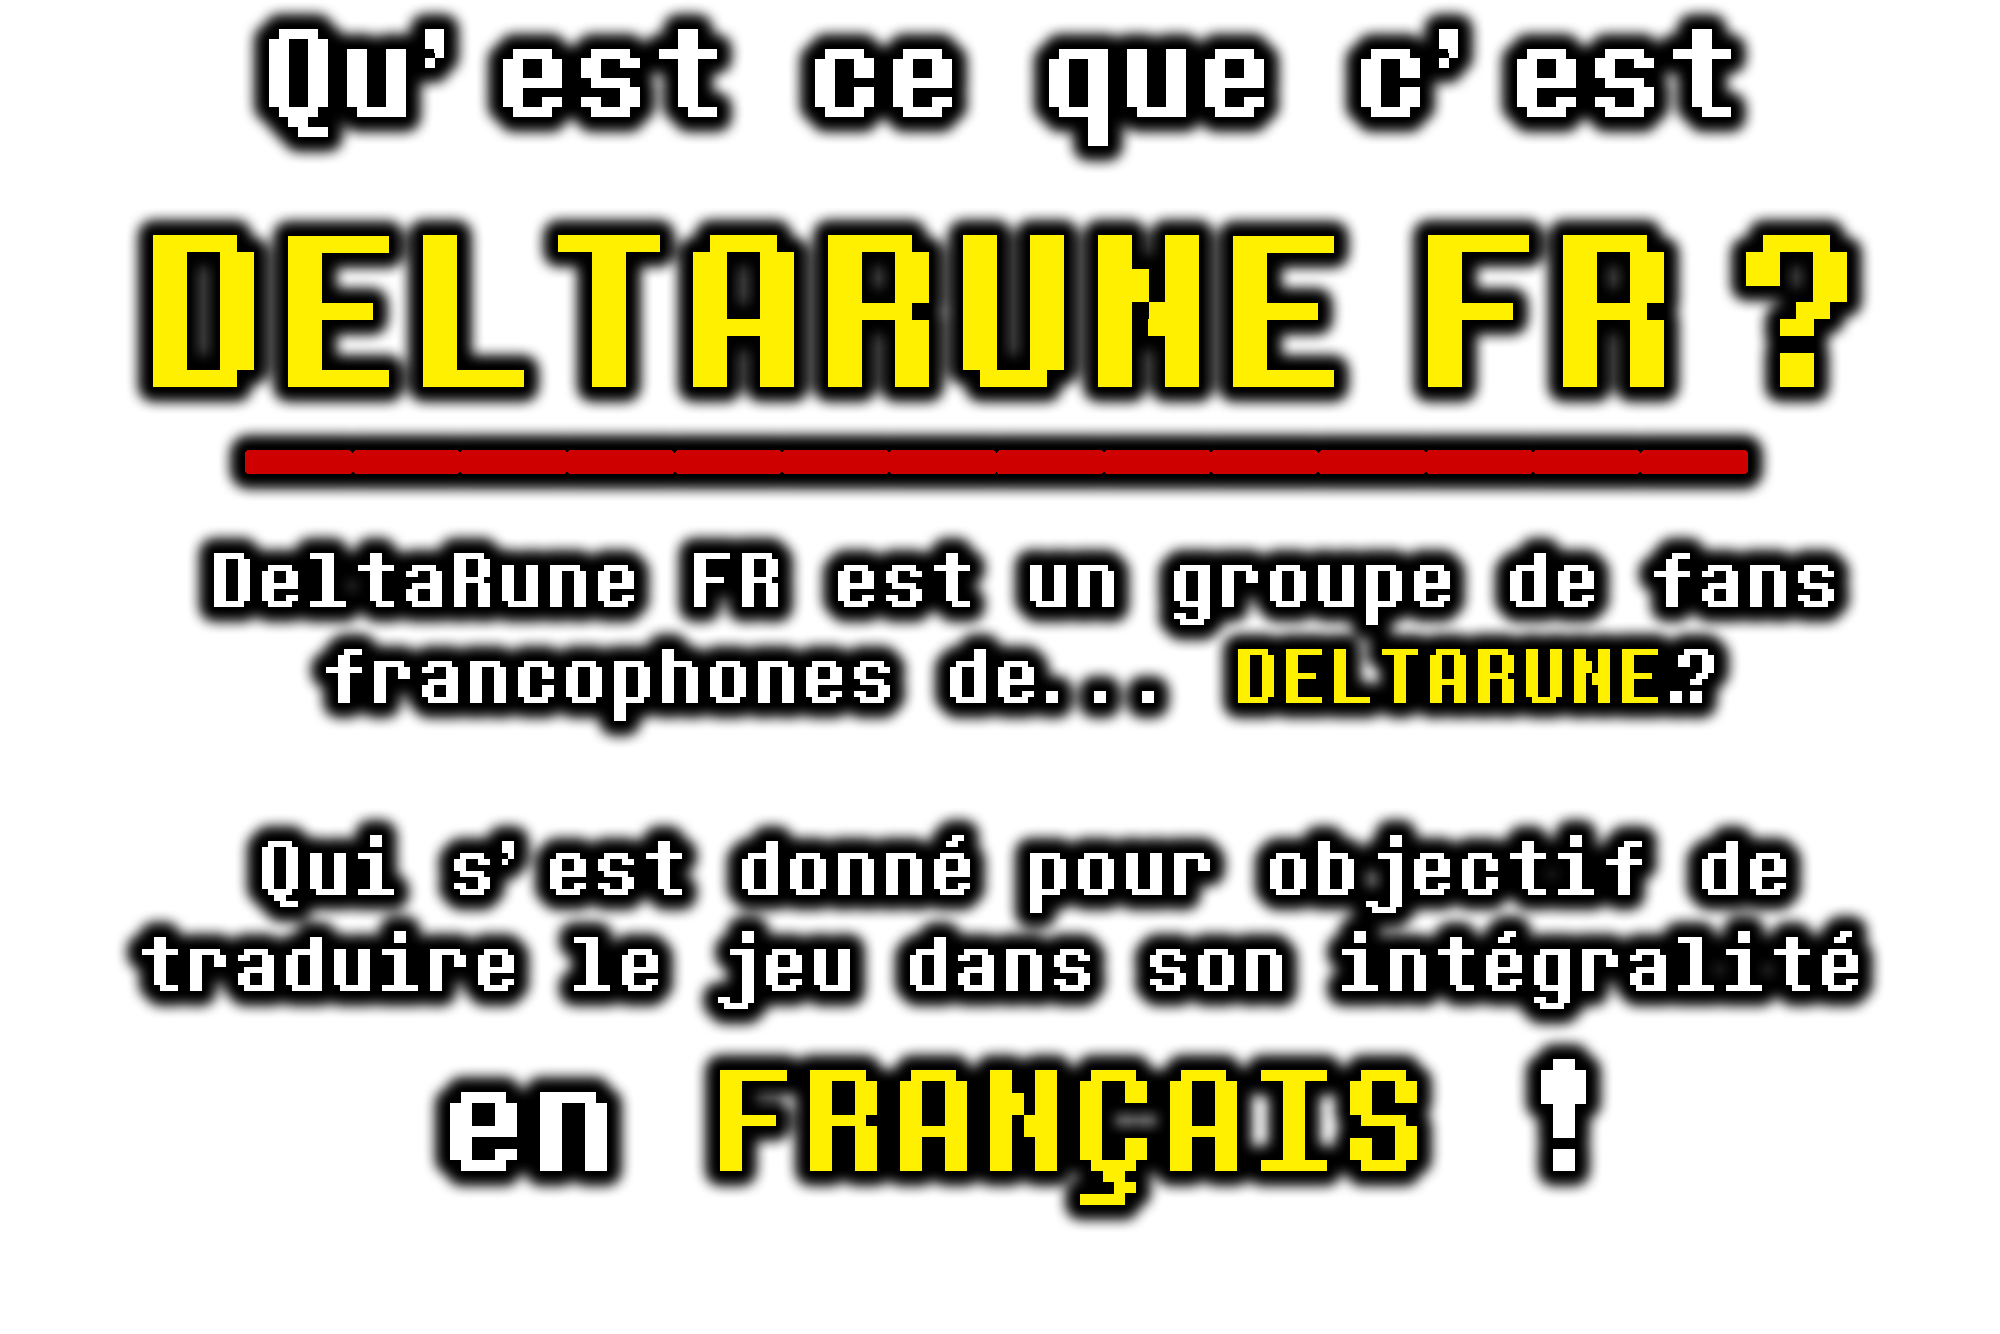 Qu’est ce que c’est
DELTARUNE FR ?
DeltaRune FR est un groupe de fans
francophones de... DELTARUNE.?
Qui s’est donné pour objectif de
traduire le jeu dans son intégralité
en FRANÇAIS !